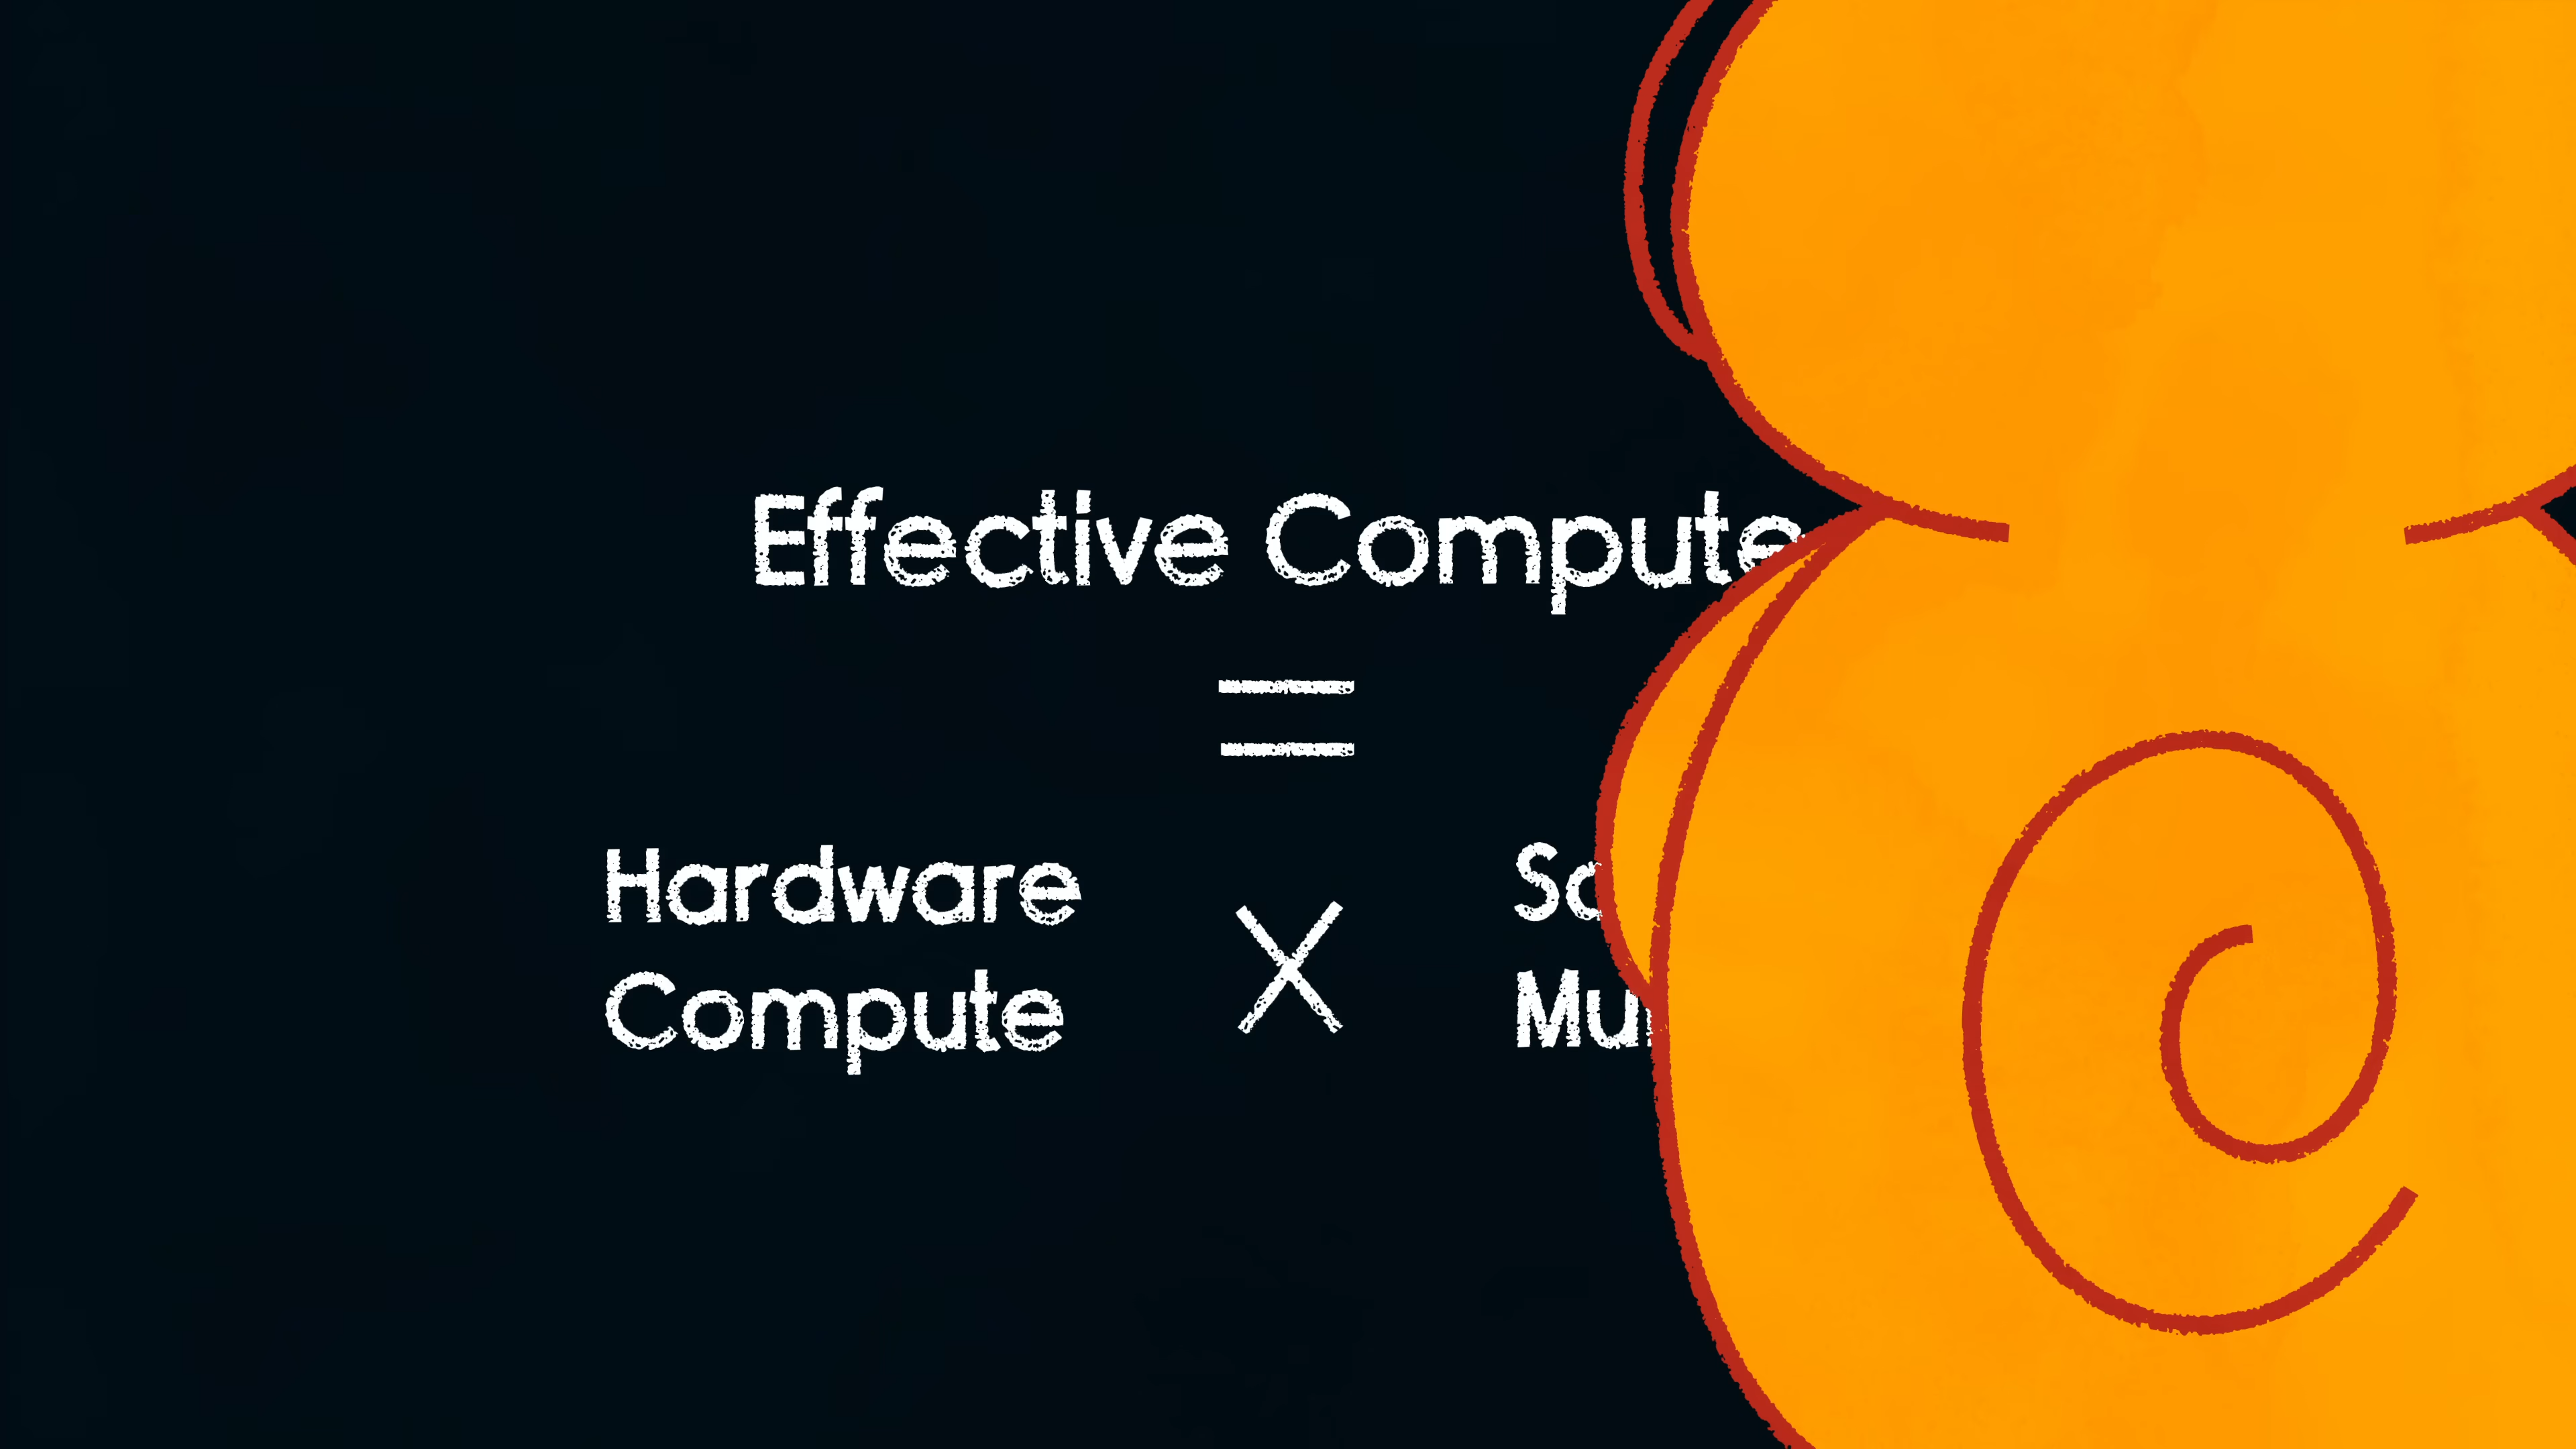 Effective Compute
=
Hardware
Compute
X